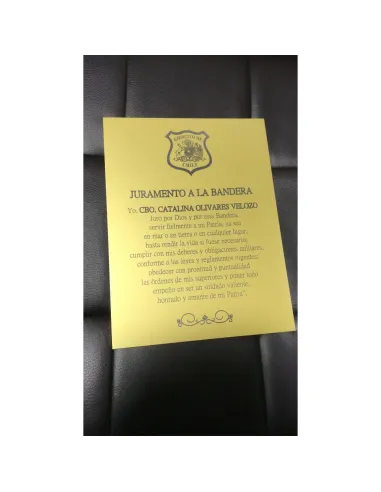 EJERCITO DE
CHILE
JURAMENTO A LA BANDERA
Yo, CBO. CATALINA OLIVARES VELOZO
Juro por Dios y por esta Bandera,
servir fielmente a mi Patria, ya sea
en mar o en tierra o en cualquier lugar,
hasta rendir la vida si fuese necesario,
cumplir con mis deberes y obligaciones militares,
conforme a las leyes y reglamentos vigentes,
obedecer con prontitud y puntualidad
las órdenes de mis superiores y poner todo
empeño en ser un soldado valiente,
honrado y amante de mi Patria".